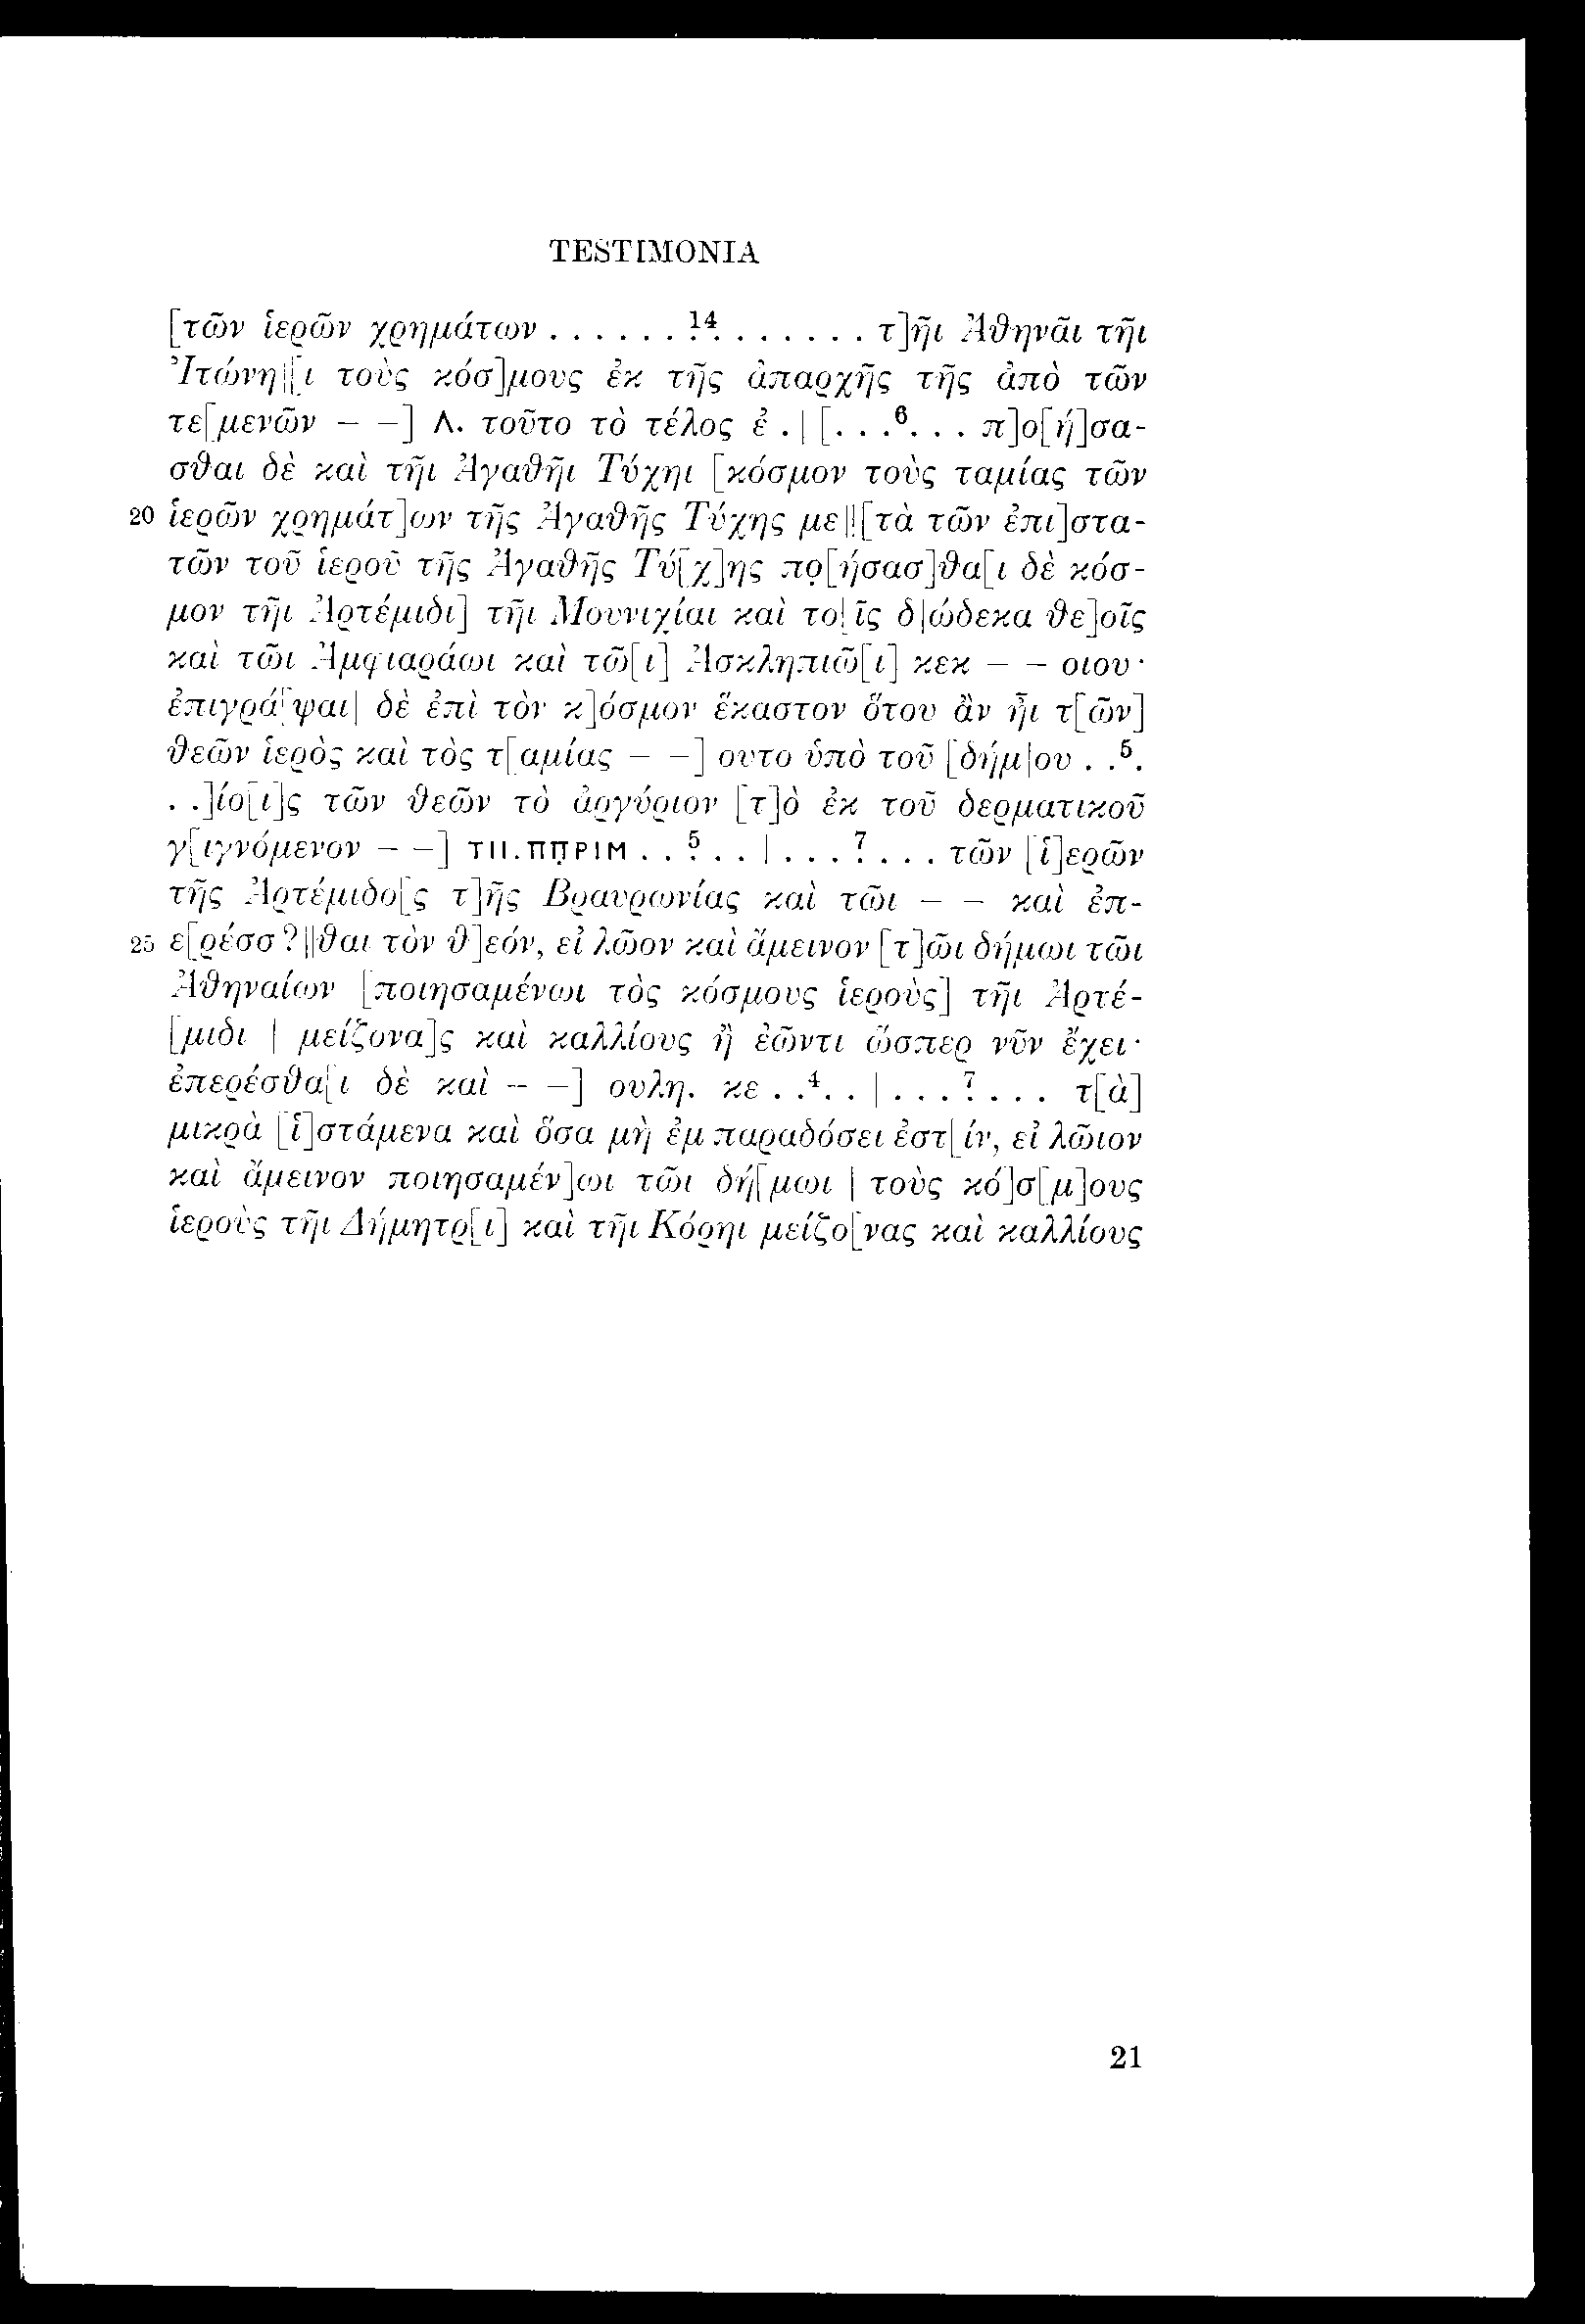 TESTIMONIA
[τῶν ἱερῶν χρημάτων . . . . . . 14 . . . . . . . τ]ῆι Ἀθηνᾶι τῆι
Ἰτώνη||[ι τοὺς κόσ]μους ἐκ τῆς ἀπαρχῆς τῆς ἀπὸ τῶν
τε[μενῶν – –] Λ. τοῦτο τὸ τέλος ἐ . | [. . . 6 . . . π]ο[ή]σα-
σθαι δὲ καὶ τῆι Ἀγαθῆι Τύχηι [κόσμον τοὺς ταμίας τῶν
20 ἱερῶν χρημάτ]ων τῆς Ἀγαθῆς Τύχης με||[τὰ τῶν ἐπι]στα-
τῶν τοῦ ἱεροῦ τῆς Ἀγαθῆς Τύ[χ]ης πο̣[ήσασ]θα[ι δὲ κόσ-
μον τῆι Ἀρτέμιδι] τῆι Μουνιχίαι καὶ το|ῖς δ[ώδεκα θε]οῖς
καὶ τῶι Ἀμφιαράωι καὶ τῶ[ι] Ἀσκληπιῶ[ι] κεκ – – οιου·
ἐπιγρά[ψαι| δὲ ἐπὶ τὸν κ]όσμον ἕκαστον ὅτου ἂν ἦι τ[ῶν]
θεῶν ἱερὸς καὶ τὸς τ[αμίας – –] ουτο ὑπὸ τοῦ [δήμ|ου . . 5 .
. .]ίο[ι]ς τῶν θεῶν τὸ ἀργύριον [τ]ὸ ἐκ τοῦ δερματικοῦ
γ[ιγνόμενον – –] ΤΙΙ.ΠΠ̣ΡΙΜ . . 5 . . | . . . 7 . . . . τῶν [ἱ]ερῶν
τῆς Ἀρτέμιδο[ς τ]ῆς Βραυρωνίας καὶ τῶι – – καὶ ἐπ-
25 ε[ρέσσ?||θαι τὸν θ]εόν, εἰ λῶον καὶ ἄμεινον [τ]ῶι δήμωι τῶι
Ἀθηναίων [ποιησαμένωι τὸς κόσμους ἱεροὺς] τῆι Ἀρτέ-
[μιδι | μείζονα]ς καὶ καλλίους ἢ ἐῶντι ὥσπερ νῦν ἔχει·
ἐπερέσθα[ι δὲ καὶ – –] ουλη. κε . . 4 . . | . . . 7 . . . . τ[ὰ]
μικρὰ [ἱ]στάμενα καὶ ὅσα μὴ ἐμ παραδόσει ἐστ[ίν, εἰ λῶιον
καὶ ἄμεινον ποιησαμέν]ωι τῶι δή[μωι | τοὺς κό]σ[μ]ους
ἱεροὺς τῆι Δήμητρ[ι] καὶ τῆι Κόρηι μείζο[νας καὶ καλλίους
21